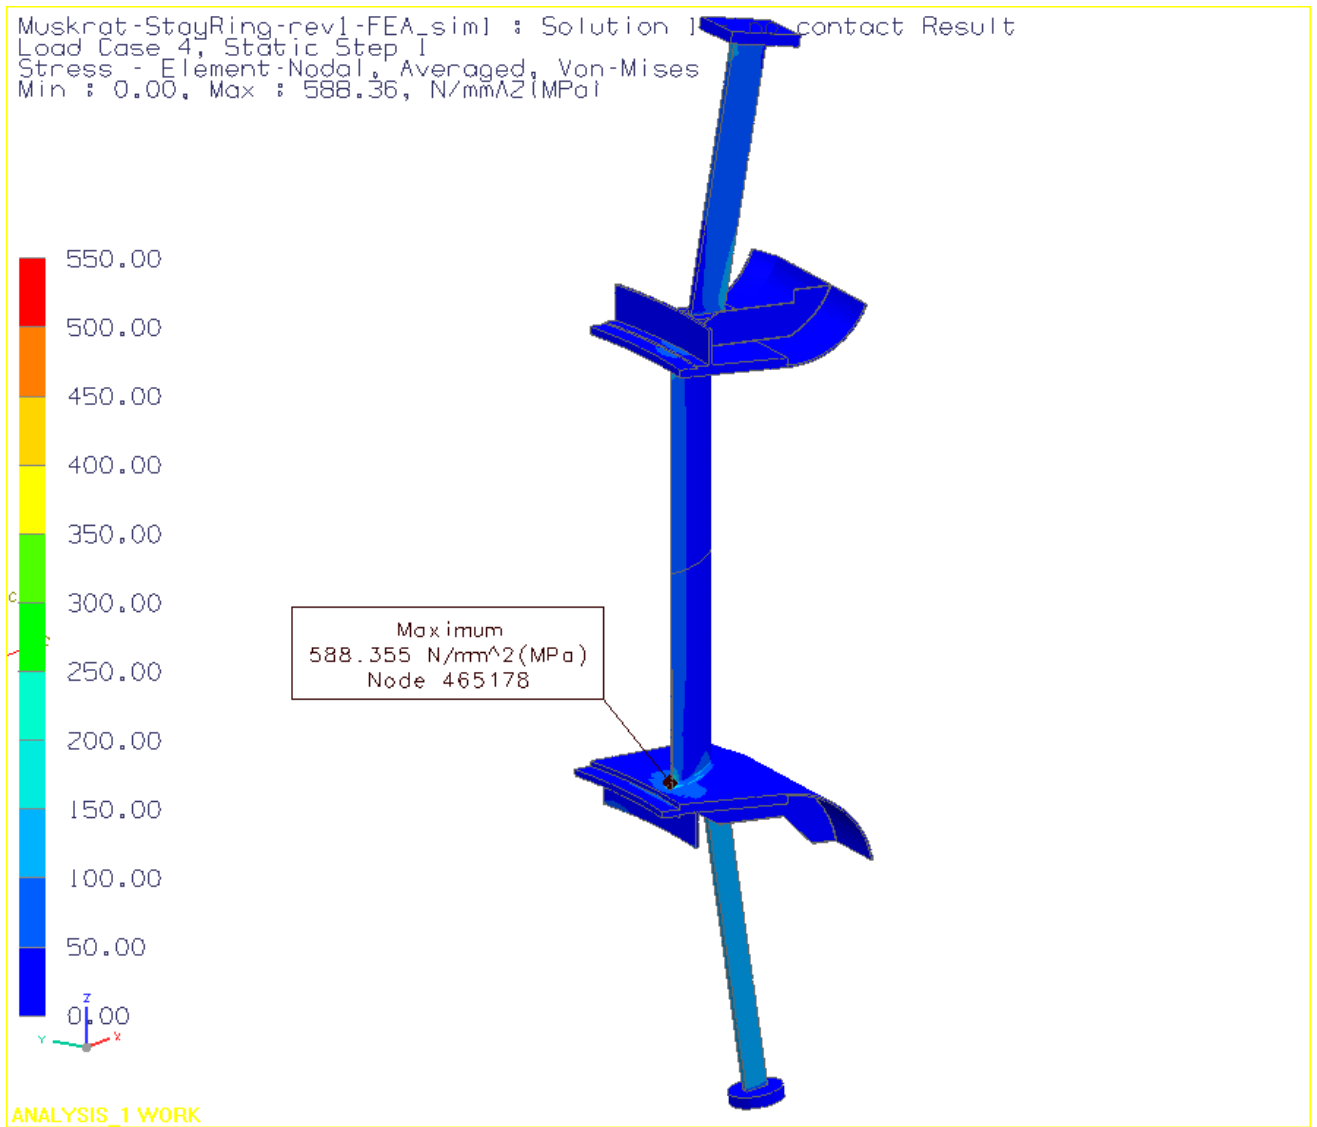 Muskrat-StayRing-rev1-FEA_sim1 : Solution 1 contact Result
Load Case 4, Static Step 1
Stress - Element-Nodal, Averaged, Von-Mises
Min : 0.00, Max : 588.36, N/mm^2(MPa)
550.00
500.00
450.00
400.00
350.00
300.00
250.00
200.00
150.00
100.00
50.00
0.00
Maximum
588.355 N/mm^2(MPa)
Node 465178
Z
Y
X
ANALYSIS_1 WORK